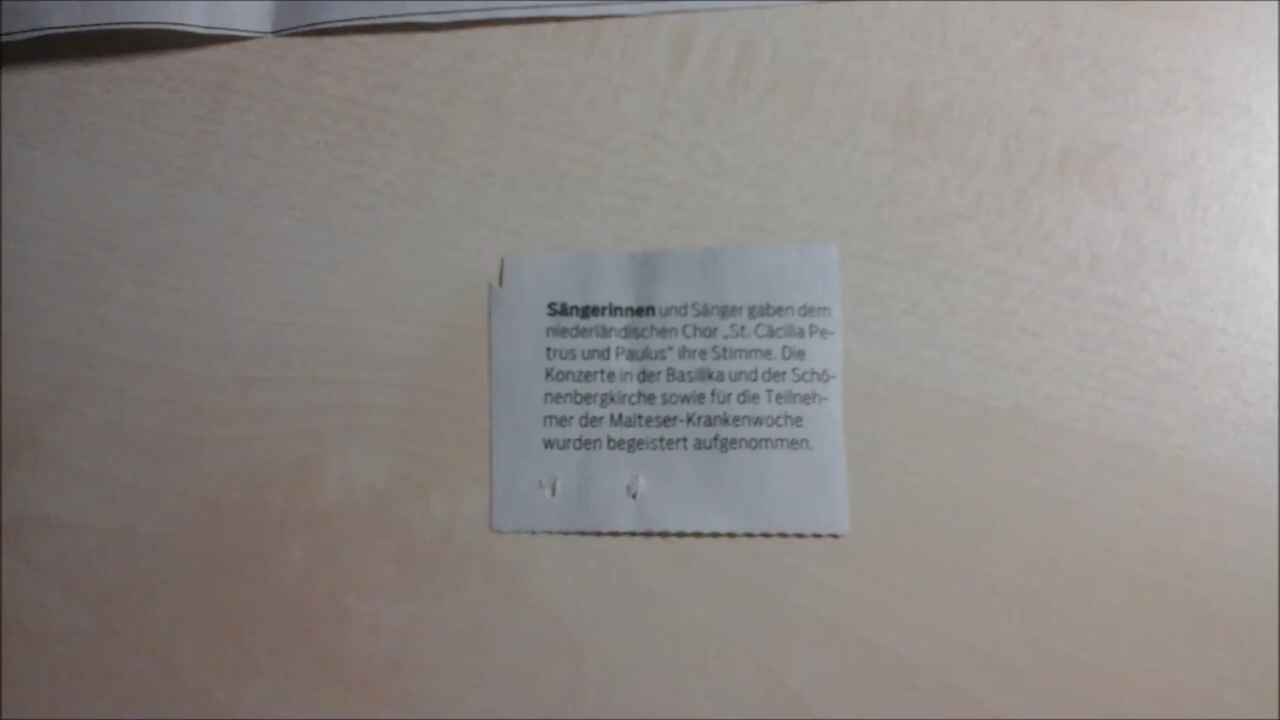 Sängerinnen und Sänger gaben dem
niederländischen Chor „St. Cäcilia Pe-
trus und Paulus“ ihre Stimme. Die
Konzerte in der Basilika und der Schö-
nenbergkirche sowie für die Teilneh-
mer der Malteser-Krankenwoche
wurden begeistert aufgenommen.